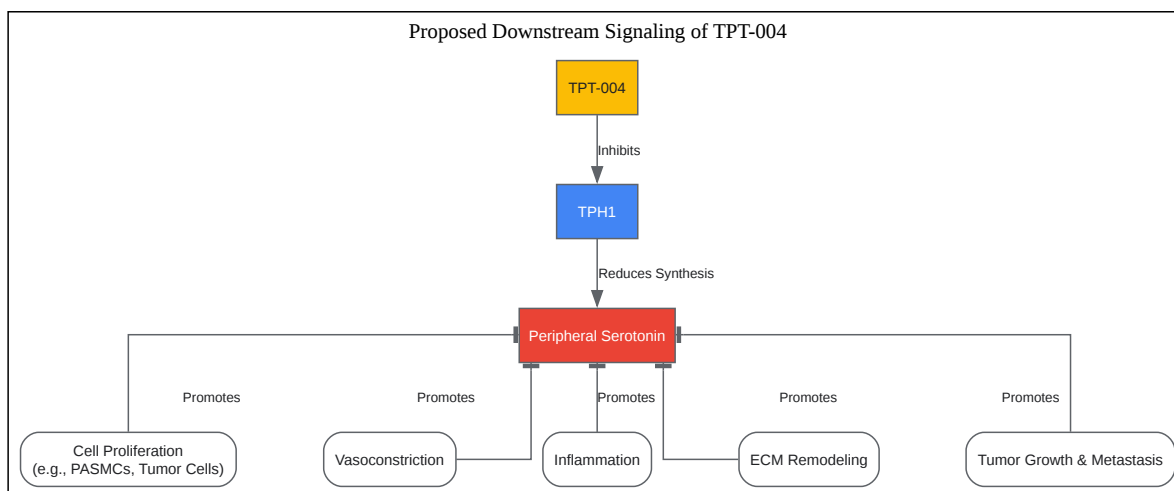 Proposed Downstream Signaling of TPT-004
TPT-004
Inhibits
TPH1
Reduces Synthesis
Peripheral Serotonin
Promotes
Promotes
Promotes
Promotes
Promotes
Cell Proliferation
(e.g., PASMCs, Tumor Cells)
Vasoconstriction
Inflammation
ECM Remodeling
Tumor Growth & Metastasis